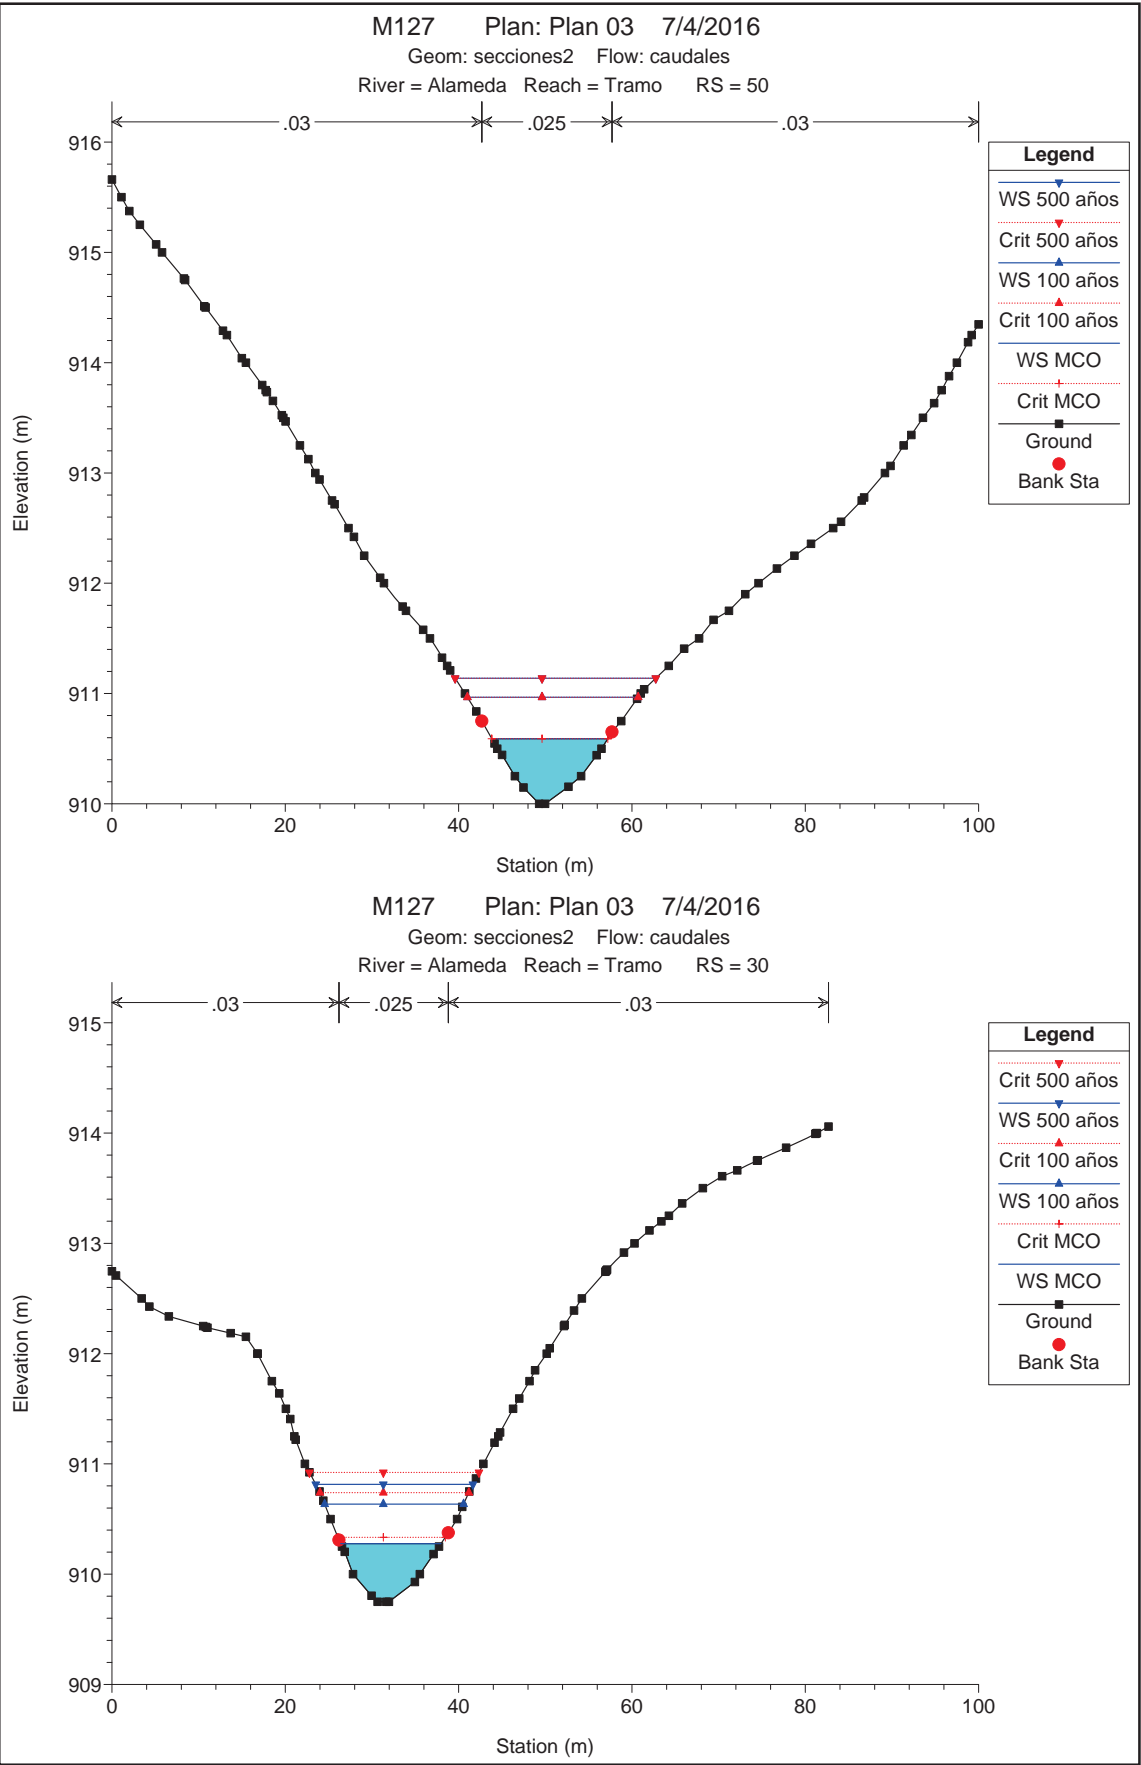 M127 Plan: Plan 03 7/4/2016
Geom: secciones2 Flow: caudales
River = Alameda Reach = Tramo RS = 50
.03 .025 .03
916
915
914
913
912
911
910
Elevation (m)
0 20 40 60 80 100
Station (m)
Legend
WS 500 años
Crit 500 años
WS 100 años
Crit 100 años
WS MCO
Crit MCO
Ground
Bank Sta
M127 Plan: Plan 03 7/4/2016
Geom: secciones2 Flow: caudales
River = Alameda Reach = Tramo RS = 30
.03 .025 .03
915
914
913
912
911
910
909
Elevation (m)
0 20 40 60 80 100
Station (m)
Legend
Crit 500 años
WS 500 años
Crit 100 años
WS 100 años
Crit MCO
WS MCO
Ground
Bank Sta